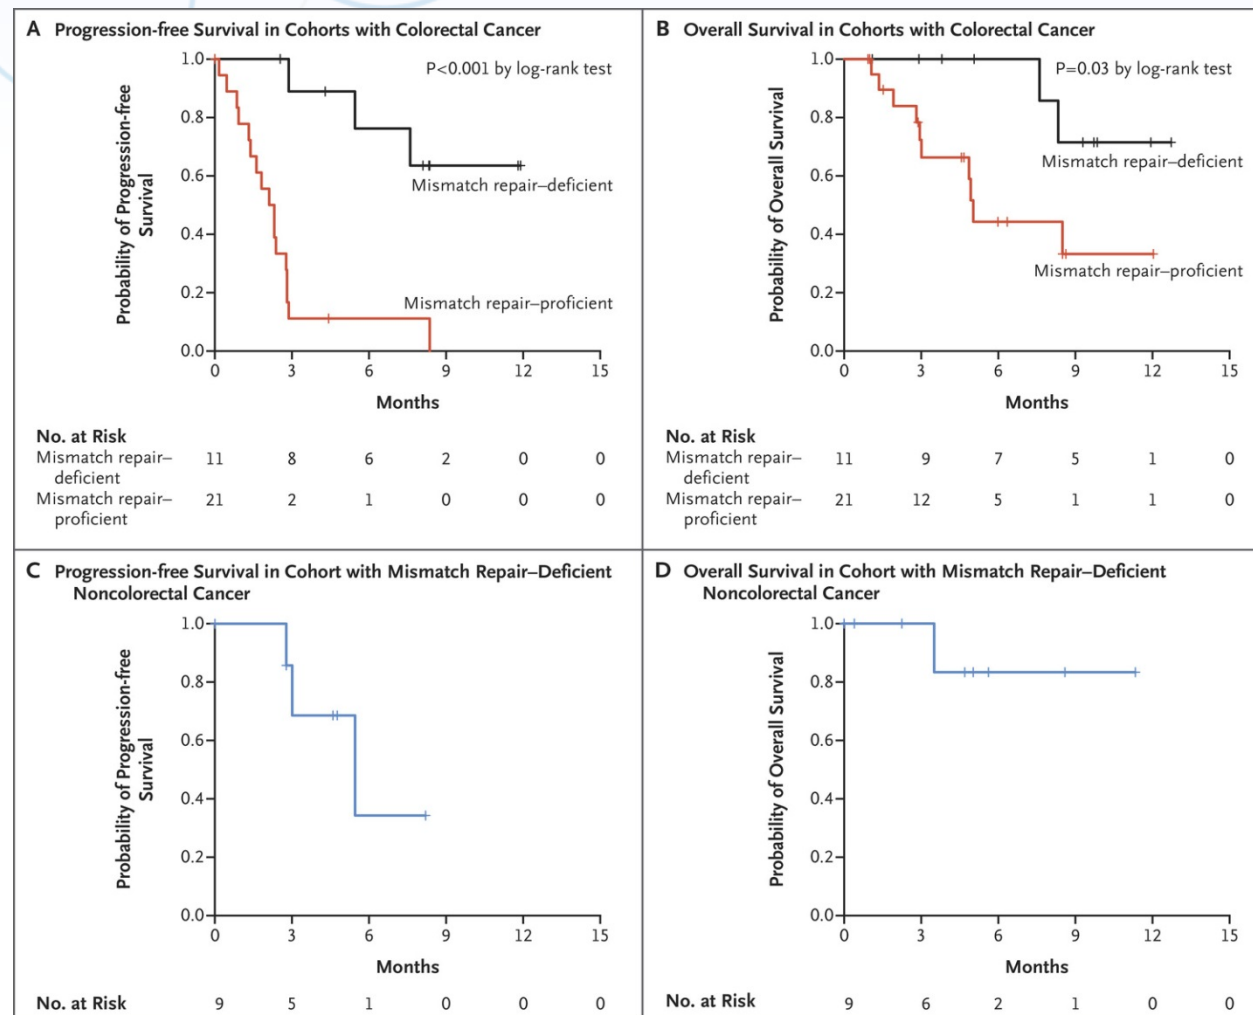 A Progression-free Survival in Cohorts with Colorectal Cancer
P<0.001 by log-rank test
Probability of Progression-free
Survival
1.0
0.8
0.6
0.4
0.2
0.0
Mismatch repair–deficient
Mismatch repair–proficient
0 3 6 9 12 15
Months
No. at Risk
Mismatch repair–
deficient
11 8 6 2 0 0
Mismatch repair–
proficient
21 2 1 0 0 0
B Overall Survival in Cohorts with Colorectal Cancer
P=0.03 by log-rank test
Probability of Overall Survival
1.0
0.8
0.6
0.4
0.2
0.0
Mismatch repair–deficient
Mismatch repair–proficient
0 3 6 9 12 15
Months
No. at Risk
Mismatch repair–
deficient
11 9 7 5 1 0
Mismatch repair–
proficient
21 12 5 1 1 0
C Progression-free Survival in Cohort with Mismatch Repair–Deficient
Noncolorectal Cancer
Probability of Progression-free
Survival
1.0
0.8
0.6
0.4
0.2
0.0
0 3 6 9 12 15
Months
No. at Risk 9 5 1 0 0 0
D Overall Survival in Cohort with Mismatch Repair–Deficient
Noncolorectal Cancer
Probability of Overall Survival
1.0
0.8
0.6
0.4
0.2
0.0
0 3 6 9 12 15
Months
No. at Risk 9 6 2 1 0 0